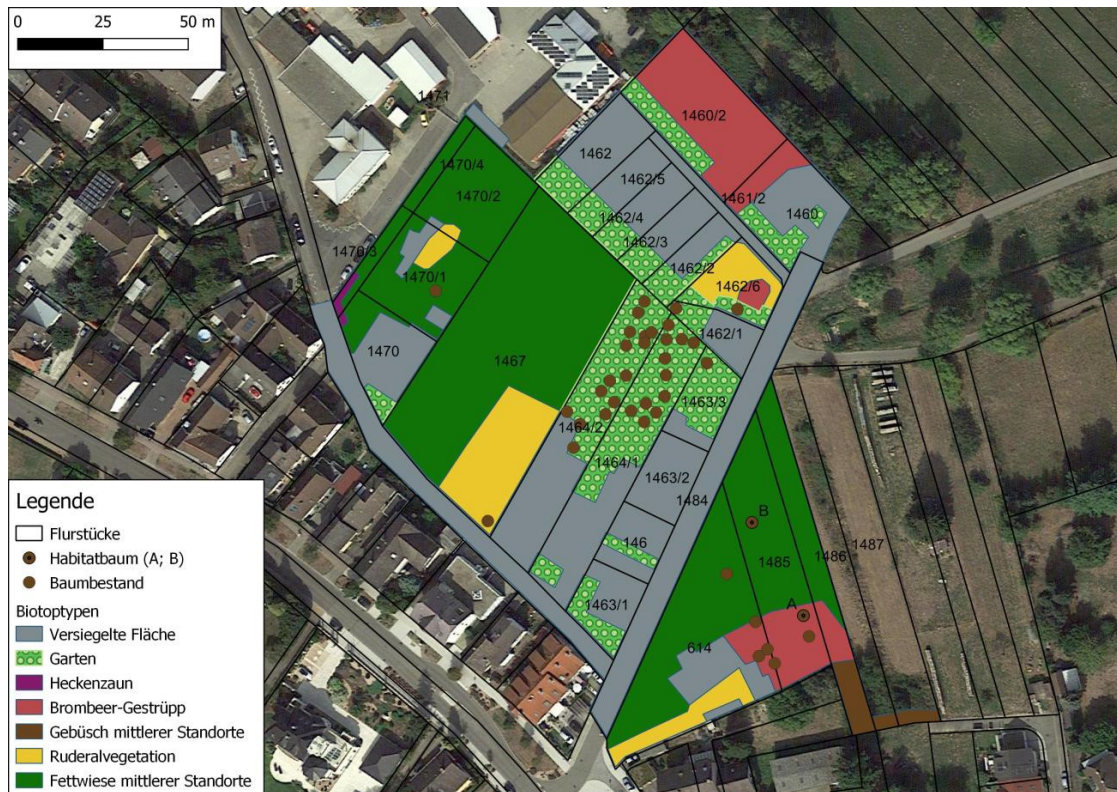 0 25 50 m
1471
1460/2
1462
1470/4
1462/5
1470/2
1461/2
1460
1462/4
1462/3
1470/3
1462/2
1470/1
1462/6
1462/1
1470
1467
1463/3
1464/2
1464/1
1463/2
1484
B
146
1485
1486
1487
A
1463/1
614
Legende
Flurstücke
Habitatbaum (A; B)
Baumbestand
Biotoptypen
Versiegelte Fläche
Garten
Heckenzaun
Brombeer-Gestrüpp
Gebüsch mittlerer Standorte
Ruderalvegetation
Fettwiese mittlerer Standorte